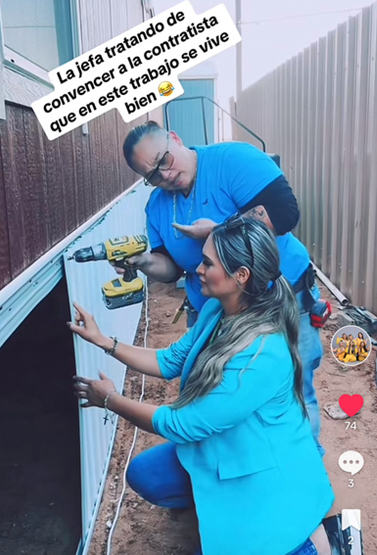 La jefa tratando de
convencer a la contratista
que en este trabajo se vive
bien 😂
74
3